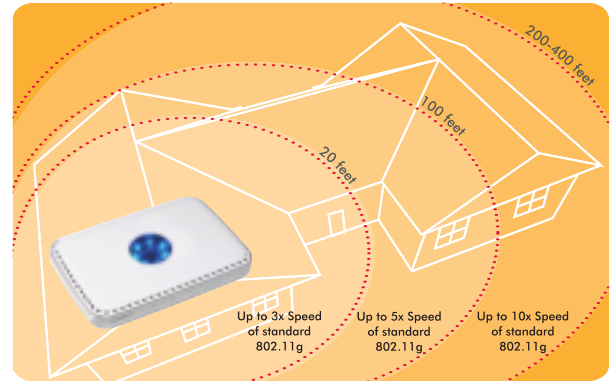 200-400 feet
100 feet
20 feet
Up to 3x Speed
of standard
802.11g
Up to 5x Speed
of standard
802.11g
Up to 10x Speed
of standard
802.11g